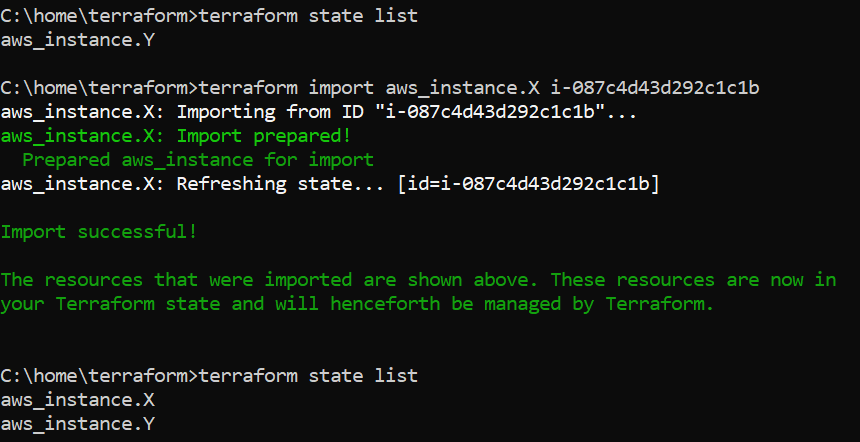 C:\home\terraform>terraform state list
aws_instance.Y
C:\home\terraform>terraform import aws_instance.X i-087c4d43d292c1c1b
aws_instance.X: Importing from ID "i-087c4d43d292c1c1b"...
aws_instance.X: Import prepared!
  Prepared aws_instance for import
aws_instance.X: Refreshing state... [id=i-087c4d43d292c1c1b]
Import successful!
The resources that were imported are shown above. These resources are now in
your Terraform state and will henceforth be managed by Terraform.
C:\home\terraform>terraform state list
aws_instance.X
aws_instance.Y